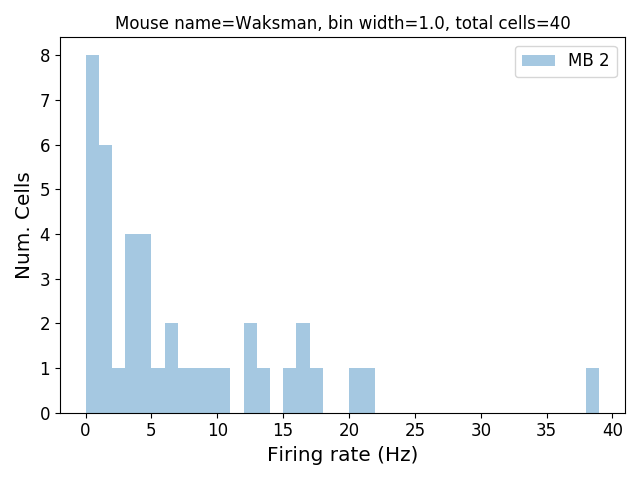 Mouse name=Waksman, bin width=1.0, total cells=40
MB 2
8
7
6
5
4
3
2
1
0
Num. Cells
0 5 10 15 20 25 30 35 40
Firing rate (Hz)